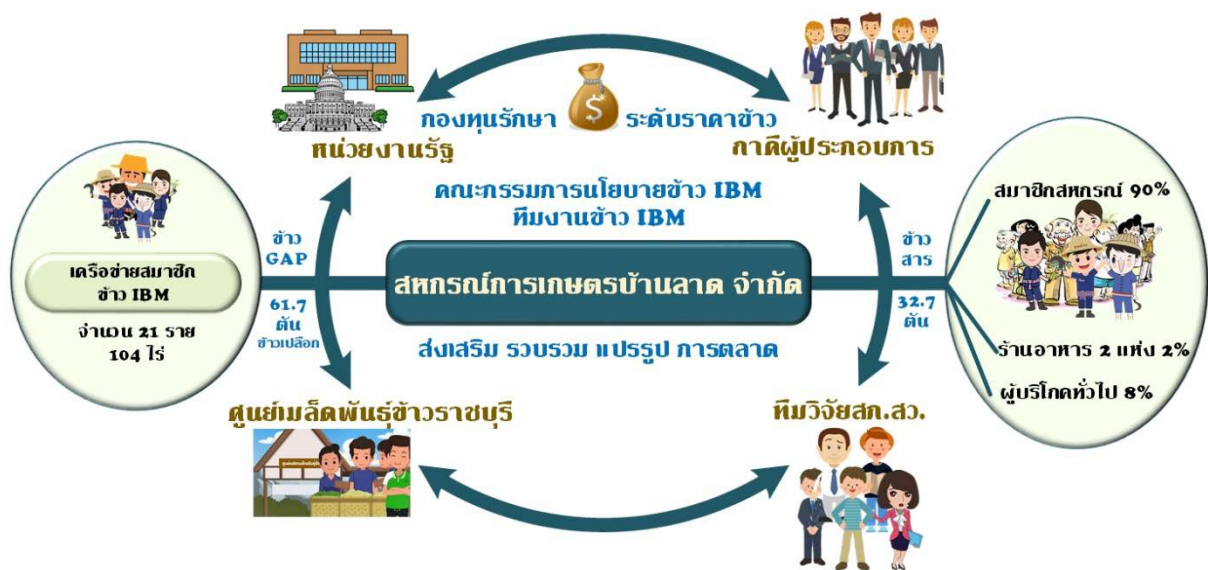 กองทุนรักษา ระดับราคาข้าว
หน่วยงานรัฐ
ภาคีผู้ประกอบการ
คณะกรรมการนโยบายข้าว IBM
ทีมงานข้าว IBM
สหกรณ์การเกษตรบ้านลาด จำกัด
ส่งเสริม รวบรวม แปรรูป การตลาด
เครือข่ายสมาชิก
ข้าว IBM
จำนวน 21 ราย
104 ไร่
ข้าว
GAP
61.7
ตัน
ข้าวเปลือก
ข้าว
สาร
32.7
ตัน
สมาชิกสหกรณ์ 90%
ร้านอาหาร 2 แห่ง 2%
ผู้บริโภคทั่วไป 8%
ศูนย์เมล็ดพันธุ์ข้าวราชบุรี
ทีมวิจัยสก.สว.